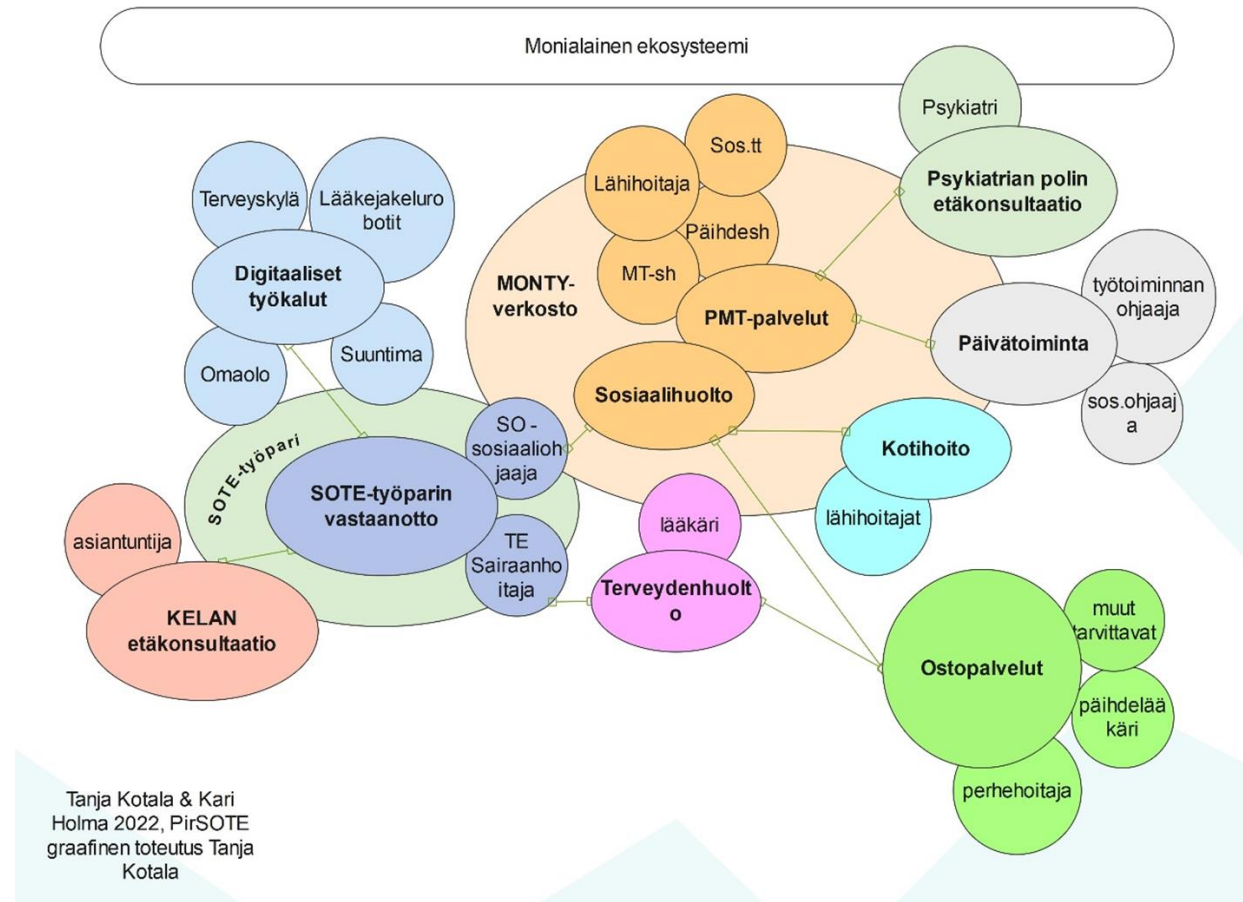 Monialainen ekosysteemi
Psykiatri
Psykiatrian polin
etäkonsultaatio
Sos.tt
Lähihoitaja
Päihdesh
MT-sh
MONTY-
verkosto
PMT-palvelut
Sosiaalihuolto
Terveyskylä
Lääkejakeluro
botit
Digitaaliset
työkalut
Omaolo
Suuntima
työtoiminnan
ohjaaja
Päivätoiminta
sos.ohjaaj
a
Kotihoito
lähihoitajat
SOTE-työpari
SO -
sosiaalioh
jaaja
SOTE-työparin
vastaanotto
TE
Sairaanho
itaja
asiantuntija
KELAN
etäkonsultaatio
lääkäri
Terveydenhuolt
o
Ostopalvelut
muut
tarvittavat
päihdelää
käri
perhehoitaja
Tanja Kotala & Kari
Holma 2022, PirSOTE
graafinen toteutus Tanja
Kotala